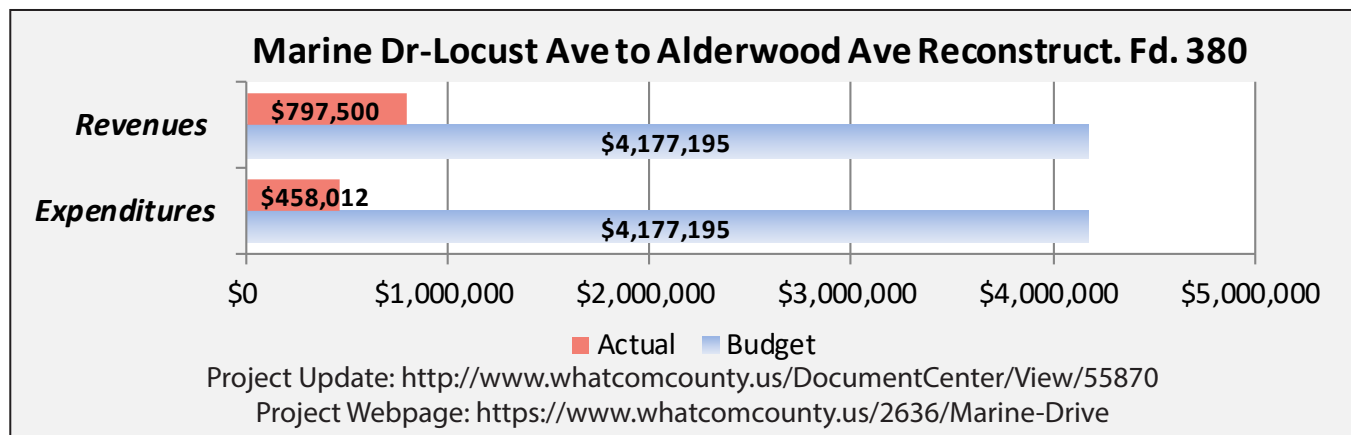 Marine Dr-Locust Ave to Alderwood Ave Reconstruct. Fd. 380
Revenues
$797,500
$4,177,195
Expenditures
$458,012
$4,177,195
$0 $1,000,000 $2,000,000 $3,000,000 $4,000,000 $5,000,000
Actual Budget
Project Update: http://www.whatcomcounty.us/DocumentCenter/View/55870
Project Webpage: https://www.whatcomcounty.us/2636/Marine-Drive